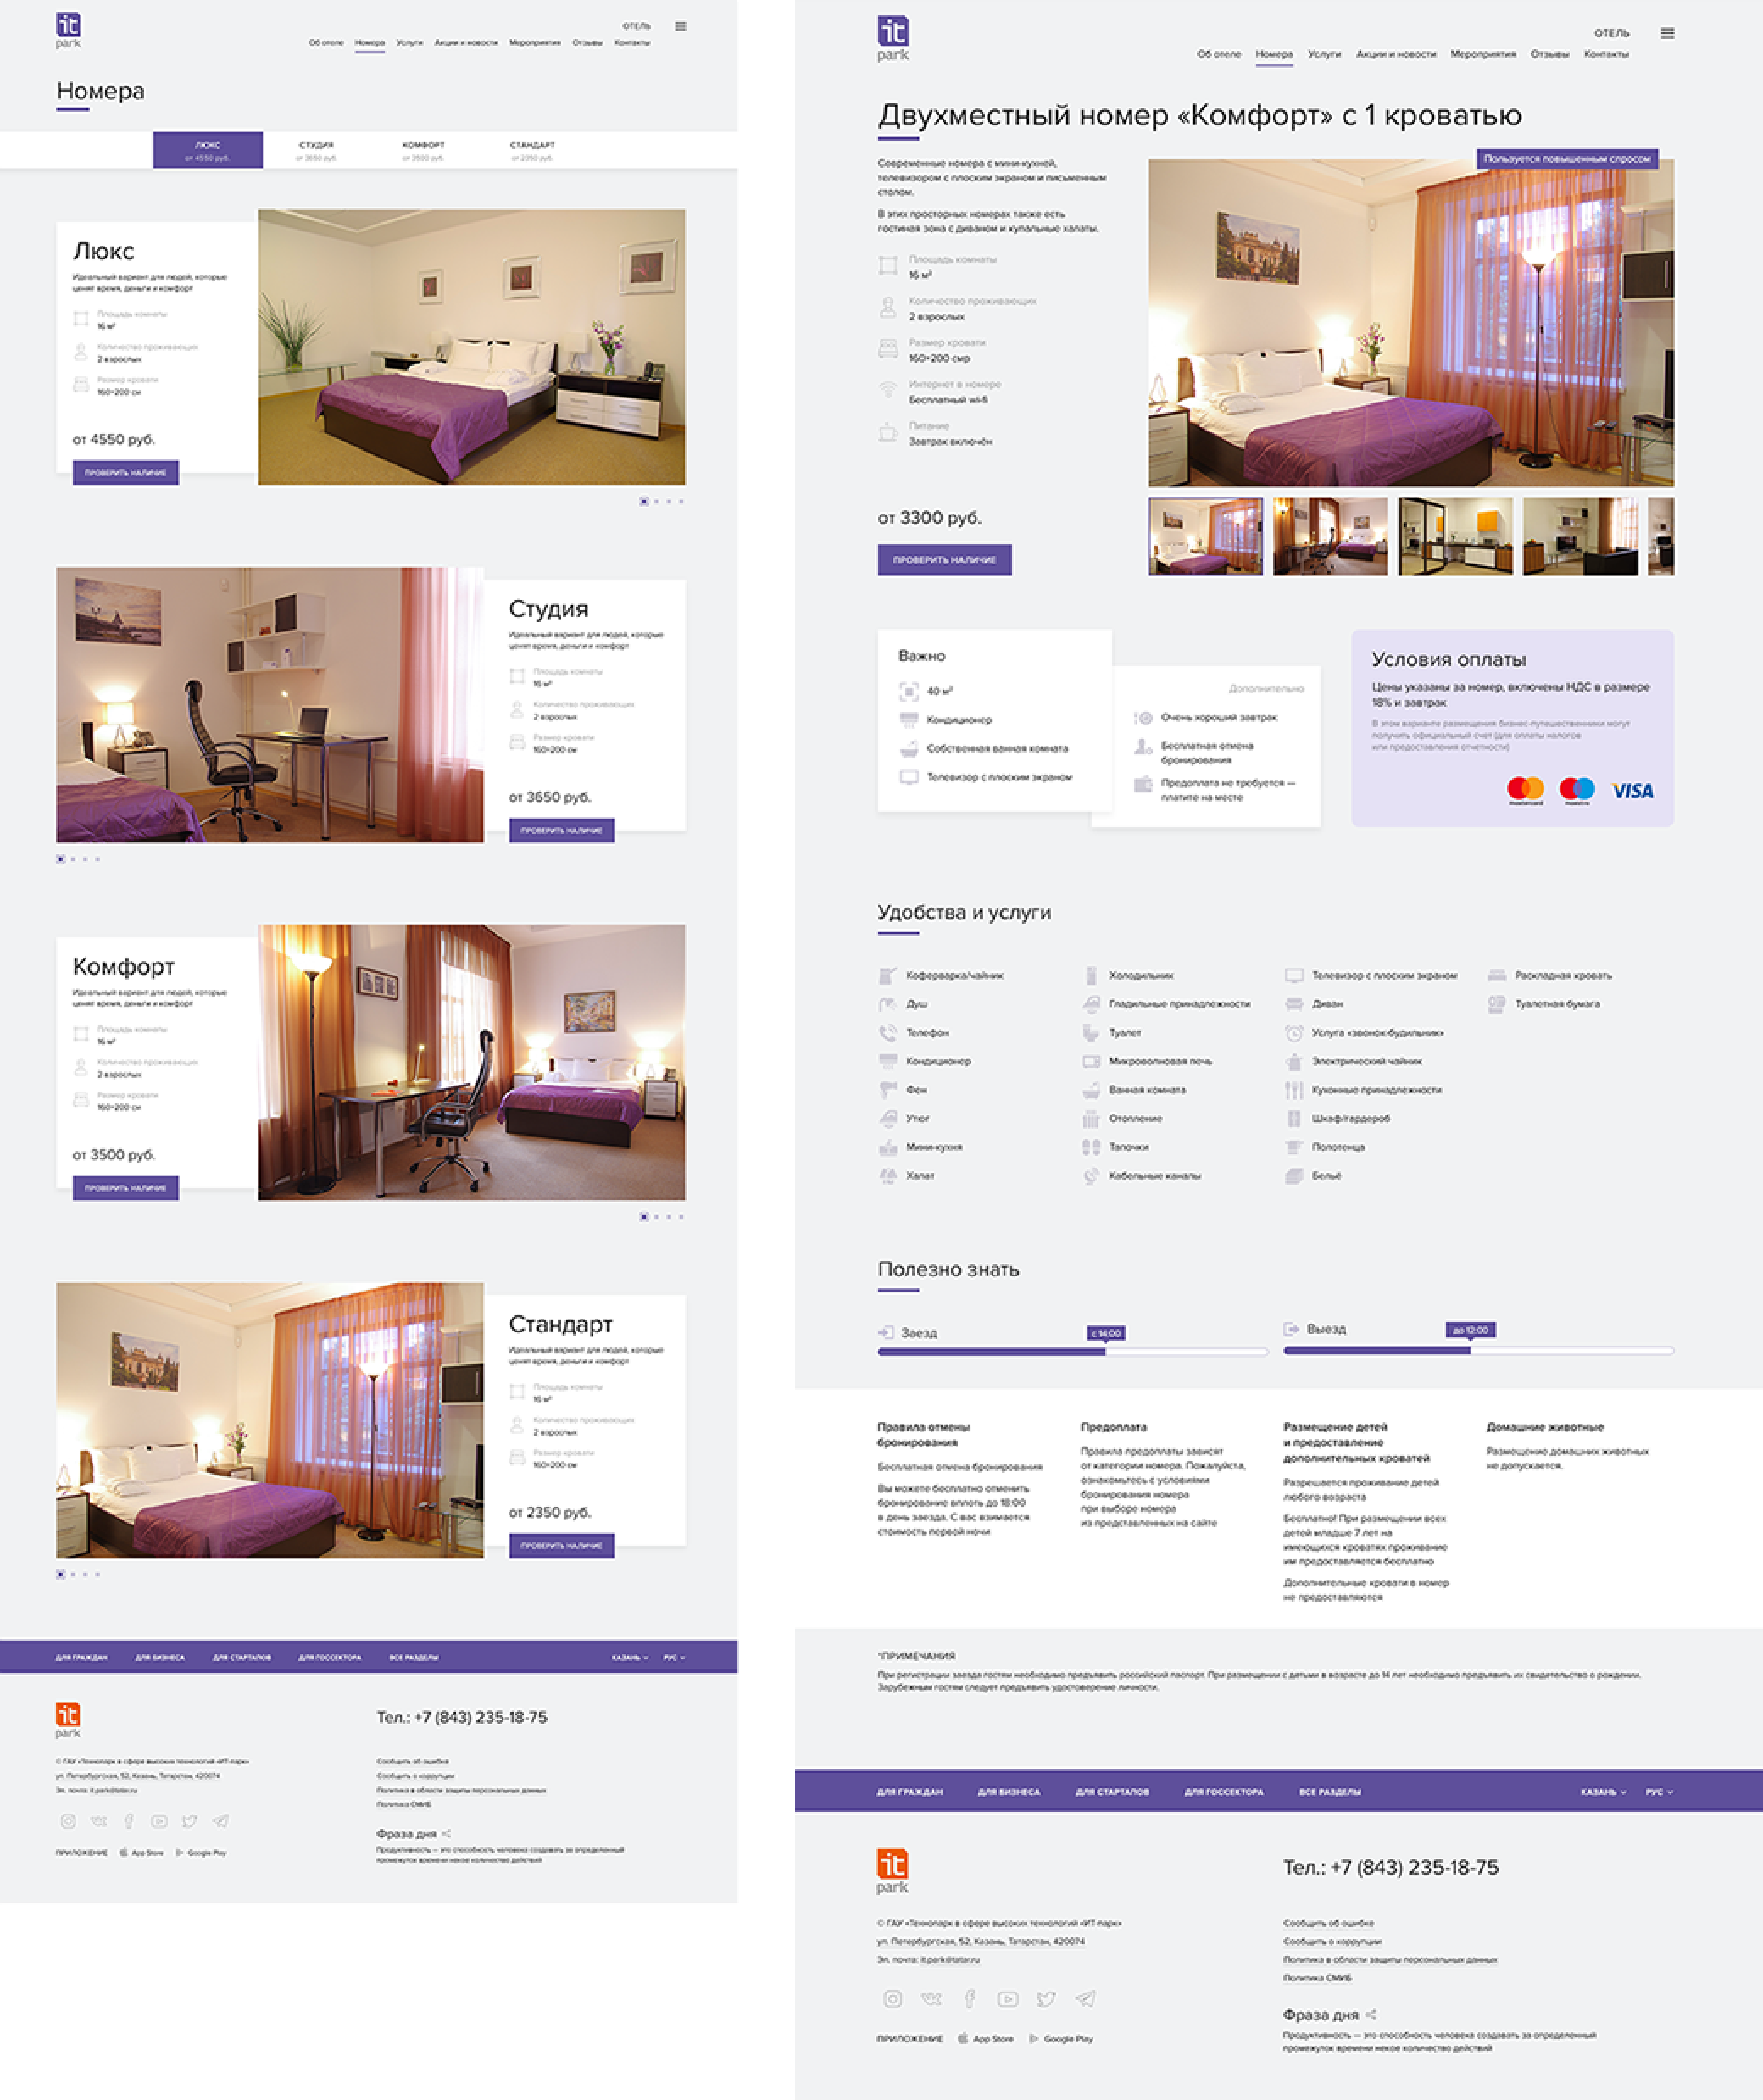 it
park
ОТЕЛЬ
Об отеле Номера Услуги Акции и новости Мероприятия Отзывы Контакты
Номера
ЛЮКС СТУДИЯ КОМФОРТ СТАНДАРТ
от 4550 руб. от 3650 руб. от 3500 руб. от 2350 руб.
Люкс
Идеальный вариант для людей, которые
ценят время, деньги и комфорт
Площадь комнаты
16 м²
Количество проживающих
2 взрослых
Размер кровати
160×200 см
от 4550 руб.
ПРОВЕРИТЬ НАЛИЧИЕ
Студия
Идеальный вариант для людей, которые
ценят время, деньги и комфорт
Площадь комнаты
16 м²
Количество проживающих
2 взрослых
Размер кровати
160×200 см
от 3650 руб.
ПРОВЕРИТЬ НАЛИЧИЕ
Комфорт
Идеальный вариант для людей, которые
ценят время, деньги и комфорт
Площадь комнаты
16 м²
Количество проживающих
2 взрослых
Размер кровати
160×200 см
от 3500 руб.
ПРОВЕРИТЬ НАЛИЧИЕ
Стандарт
Идеальный вариант для людей, которые
ценят время, деньги и комфорт
Площадь комнаты
16 м²
Количество проживающих
2 взрослых
Размер кровати
160×200 см
от 2350 руб.
ПРОВЕРИТЬ НАЛИЧИЕ
ДЛЯ ГРАЖДАН ДЛЯ БИЗНЕСА ДЛЯ СТАРТАПОВ ДЛЯ ГОССЕКТОРА ВСЕ РАЗДЕЛЫ КАЗАНЬ РУС
it
park
Тел.: +7 (843) 235-18-75
© ГАУ «Технопарк в сфере высоких технологий «ИТ-парк»
ул. Петербургская, 52, Казань, Татарстан, 420074
Эл. почта: it.park@tatar.ru
Сообщить об ошибке
Сообщить о коррупции
Политика в области защиты персональных данных
Политика СМИБ
Фраза дня
Продуктивность — это способность человека создавать за определенный
промежуток времени некое количество действий
ПРИЛОЖЕНИЕ App Store Google Play
it
park
ОТЕЛЬ
Об отеле Номера Услуги Акции и новости Мероприятия Отзывы Контакты
Двухместный номер «Комфорт» с 1 кроватью
Современные номера с мини-кухней,
телевизором с плоским экраном и письменным
столом.
В этих просторных номерах также есть
гостиная зона с диваном и купальные халаты.
Площадь комнаты
16 м²
Количество проживающих
2 взрослых
Размер кровати
160×200 смр
Интернет в номере
Бесплатный wi-fi
Питание
Завтрак включён
от 3300 руб.
ПРОВЕРИТЬ НАЛИЧИЕ
Пользуется повышенным спросом
Важно
40 м²
Кондиционер
Собственная ванная комната
Телевизор с плоским экраном
Дополнительно
Очень хороший завтрак
Бесплатная отмена
бронирования
Предоплата не требуется —
платите на месте
Условия оплаты
Цены указаны за номер, включены НДС в размере
18% и завтрак
В этом варианте размещения бизнес-путешественники могут
получить официальный счет (для оплаты налогов
или предоставления отчетности)
mastercard maestro VISA
Удобства и услуги
Кофеварка/чайник
Душ
Телефон
Кондиционер
Фен
Утюг
Мини-кухня
Халат
Холодильник
Гладильные принадлежности
Туалет
Микроволновая печь
Ванная комната
Отопление
Тапочки
Кабельные каналы
Телевизор с плоским экраном
Диван
Услуга «звонок-будильник»
Электрический чайник
Кухонные принадлежности
Шкаф/гардероб
Полотенца
Бельё
Раскладная кровать
Туалетная бумага
Полезно знать
Заезд с 14:00
Выезд до 12:00
Правила отмены
бронирования
Бесплатная отмена бронирования
Вы можете бесплатно отменить
бронирование вплоть до 18:00
в день заезда. С вас взимается
стоимость первой ночи
Предоплата
Правила предоплаты зависят
от категории номера. Пожалуйста,
ознакомьтесь с условиями
бронирования номера
при выборе номера
из представленных на сайте
Размещение детей
и предоставление
дополнительных кроватей
Разрешается проживание детей
любого возраста
Бесплатно! При размещении всех
детей младше 7 лет на
имеющихся кроватях проживание
им предоставляется бесплатно
Дополнительные кровати в номер
не предоставляются
Домашние животные
Размещение домашних животных
не допускается.
*ПРИМЕЧАНИЯ
При регистрации заезда гостям необходимо предъявить российский паспорт. При размещении с детьми в возрасте до 14 лет необходимо предъявить их свидетельство о рождении.
Зарубежным гостям следует предъявить удостоверение личности.
ДЛЯ ГРАЖДАН ДЛЯ БИЗНЕСА ДЛЯ СТАРТАПОВ ДЛЯ ГОССЕКТОРА ВСЕ РАЗДЕЛЫ КАЗАНЬ РУС
it
park
Тел.: +7 (843) 235-18-75
© ГАУ «Технопарк в сфере высоких технологий «ИТ-парк»
ул. Петербургская, 52, Казань, Татарстан, 420074
Эл. почта: it.park@tatar.ru
Сообщить об ошибке
Сообщить о коррупции
Политика в области защиты персональных данных
Политика СМИБ
Фраза дня
Продуктивность — это способность человека создавать за определенный
промежуток времени некое количество действий
ПРИЛОЖЕНИЕ App Store Google Play